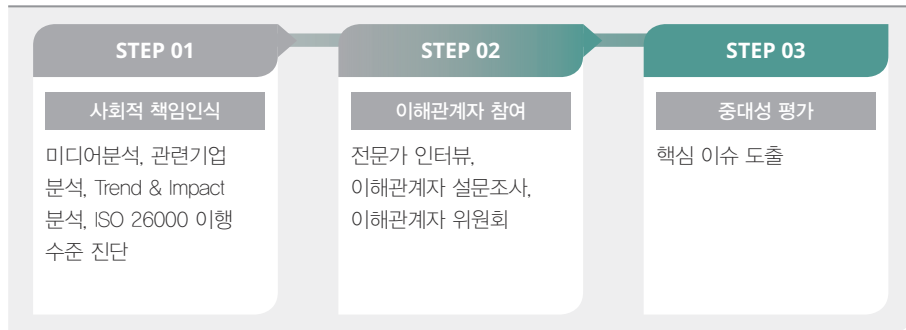 STEP 01
사회적 책임인식
미디어분석, 관련기업
분석, Trend & Impact
분석, ISO 26000 이행
수준 진단
STEP 02
이해관계자 참여
전문가 인터뷰,
이해관계자 설문조사,
이해관계자 위원회
STEP 03
중대성 평가
핵심 이슈 도출